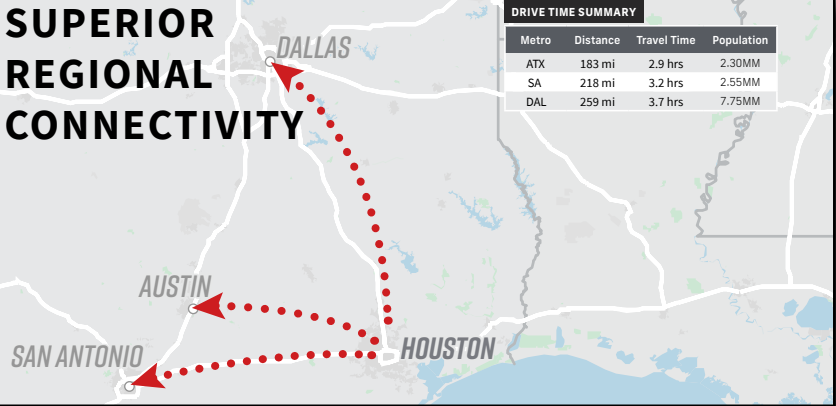 SUPERIOR
REGIONAL
CONNECTIVITY
DRIVE TIME SUMMARY
Metro Distance Travel Time Population
ATX 183 mi 2.9 hrs 2.30MM
SA 218 mi 3.2 hrs 2.55MM
DAL 259 mi 3.7 hrs 7.75MM
DALLAS
AUSTIN
SAN ANTONIO
HOUSTON